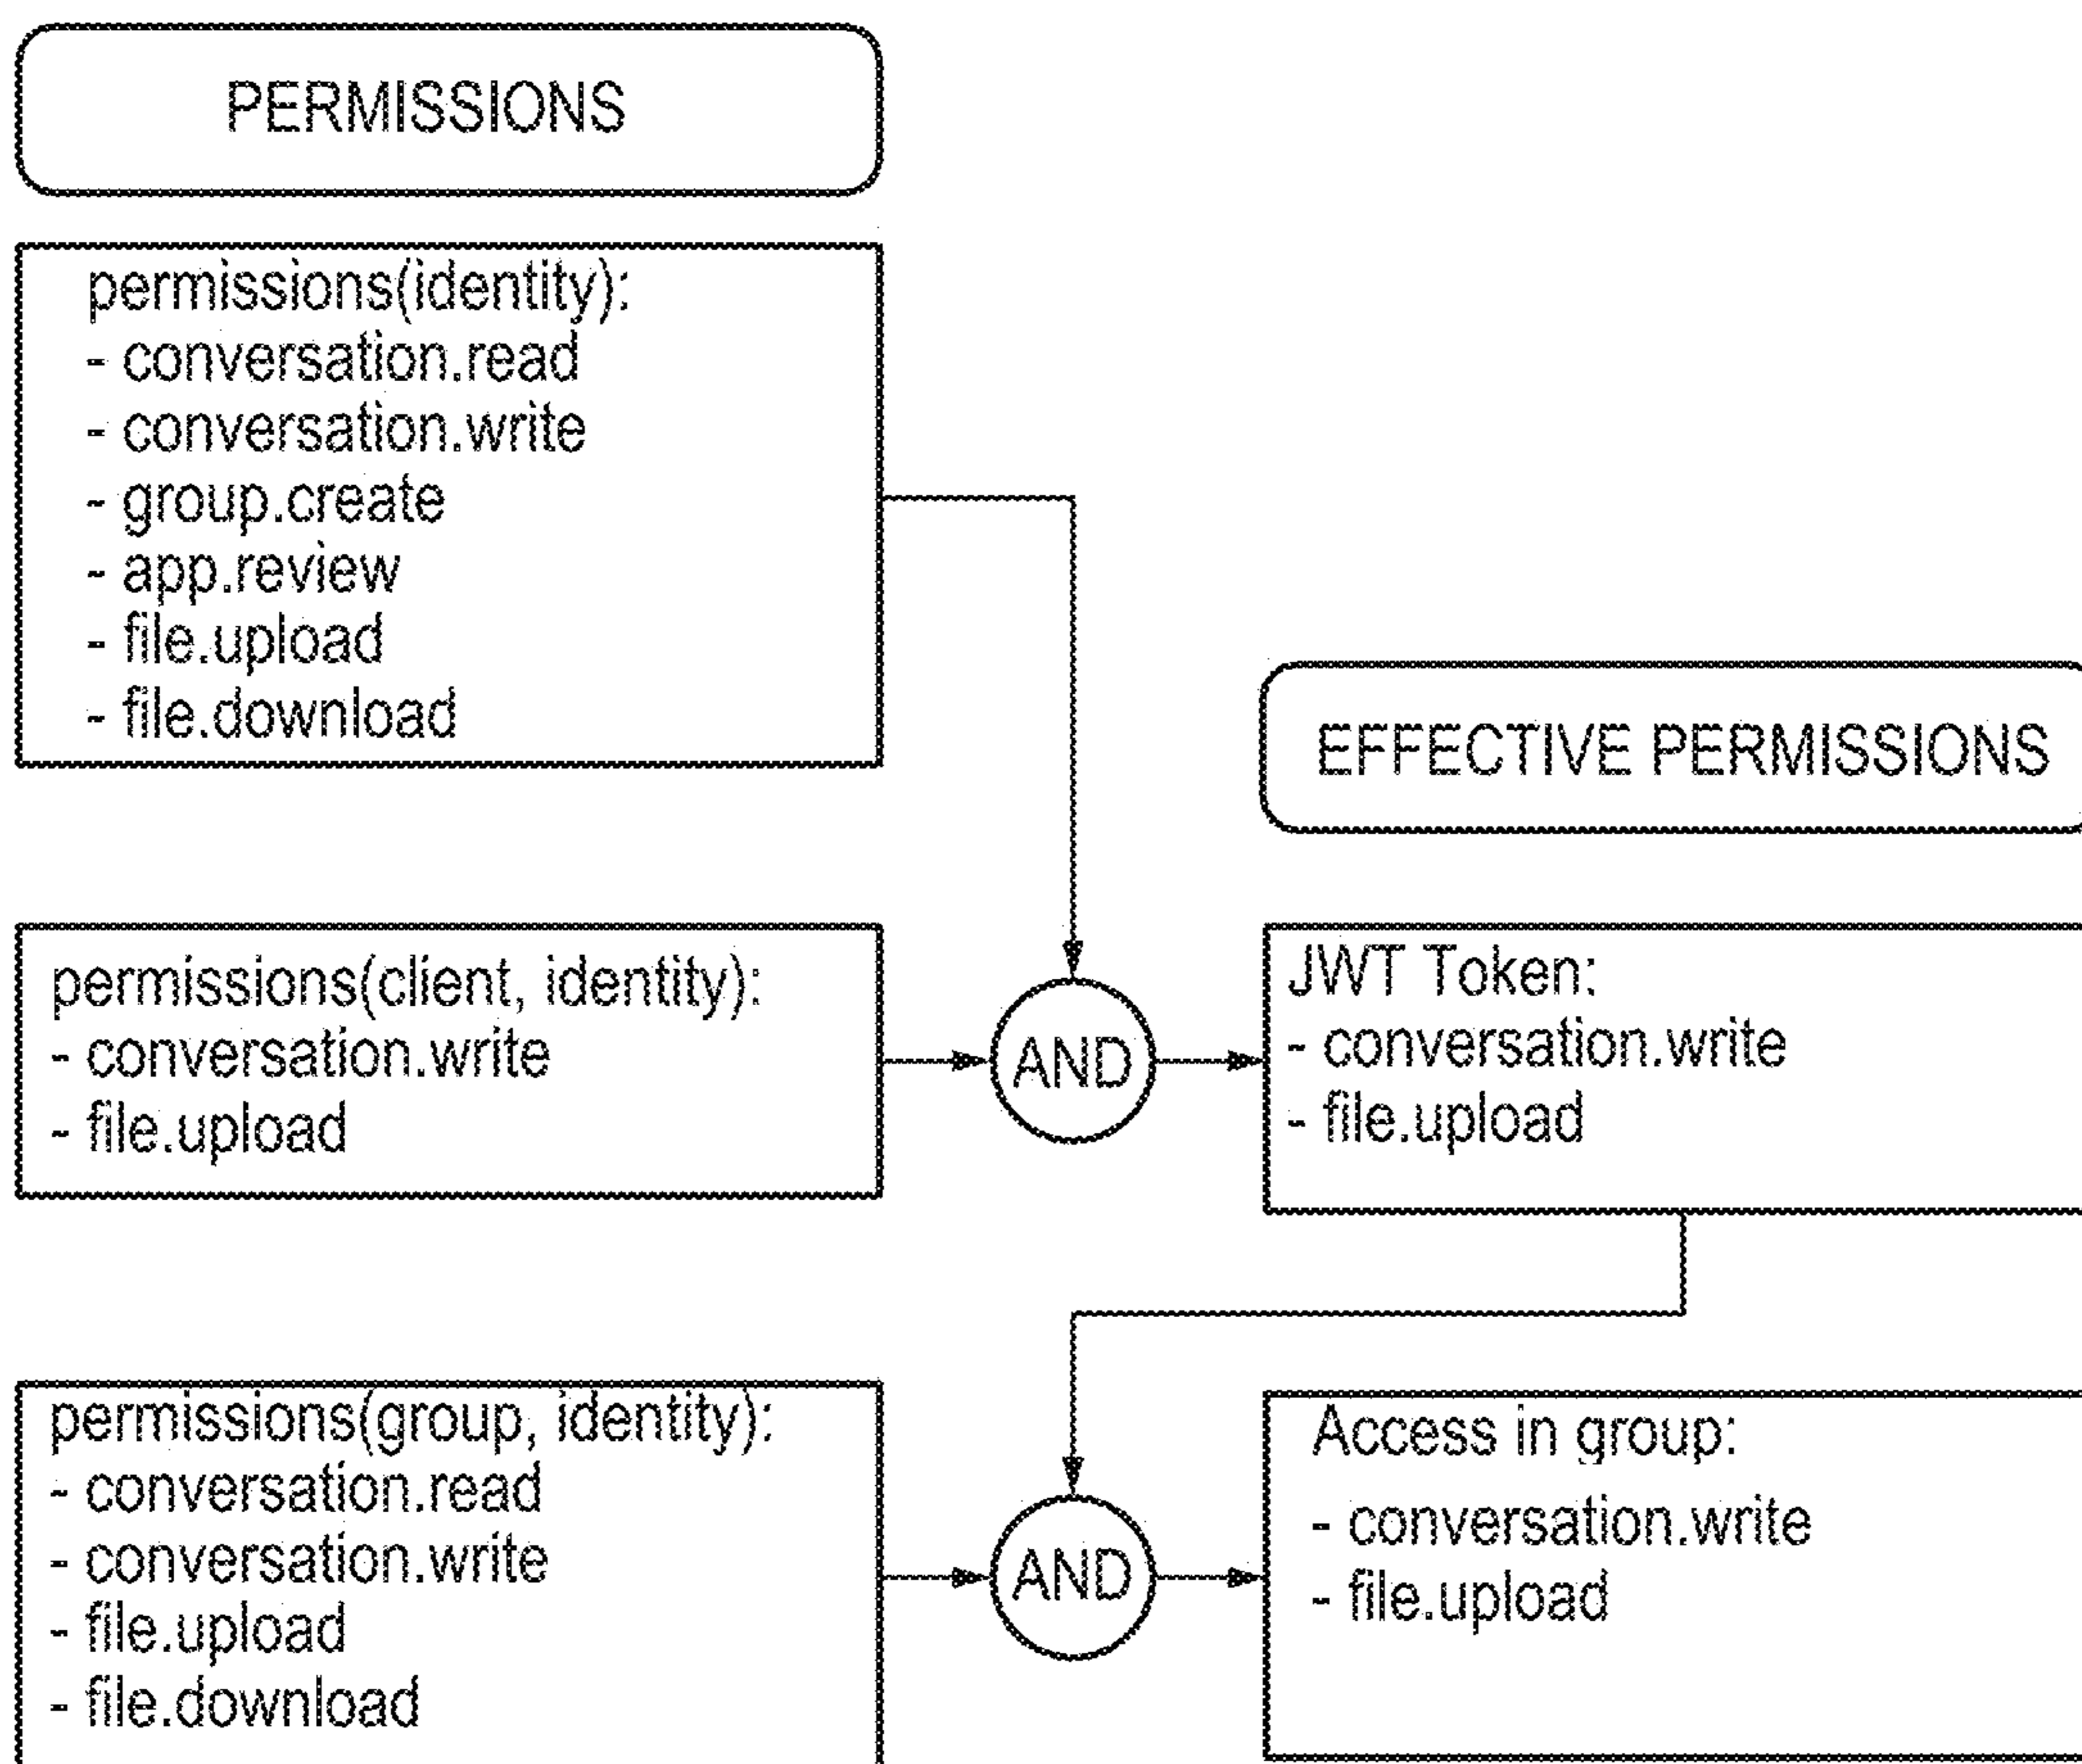 PERMISSIONS
permissions(identity):
- conversation.read
- conversation.write
- group.create
- app.review
- file.upload
- file.download
EFFECTIVE PERMISSIONS
permissions(client, identity):
- conversation.write
- file.upload
AND
JWT Token:
- conversation.write
- file.upload
permissions(group, identity):
- conversation.read
- conversation.write
- file.upload
- file.download
AND
Access in group:
- conversation.write
- file.upload